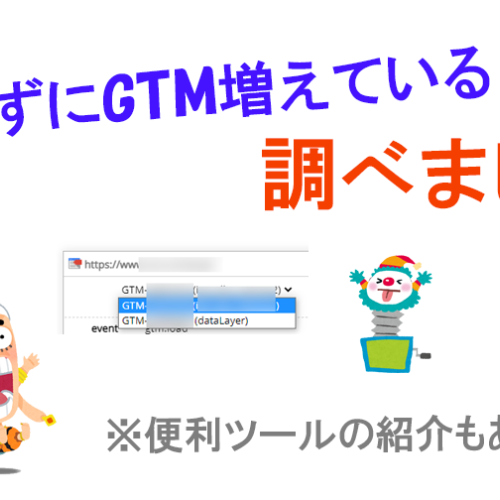 ずにGTM増えている
調べま
https://www
GTM- 2)
GTM-
GTM- (dataLayer)
event gtm.load
※便利ツールの紹介もあ